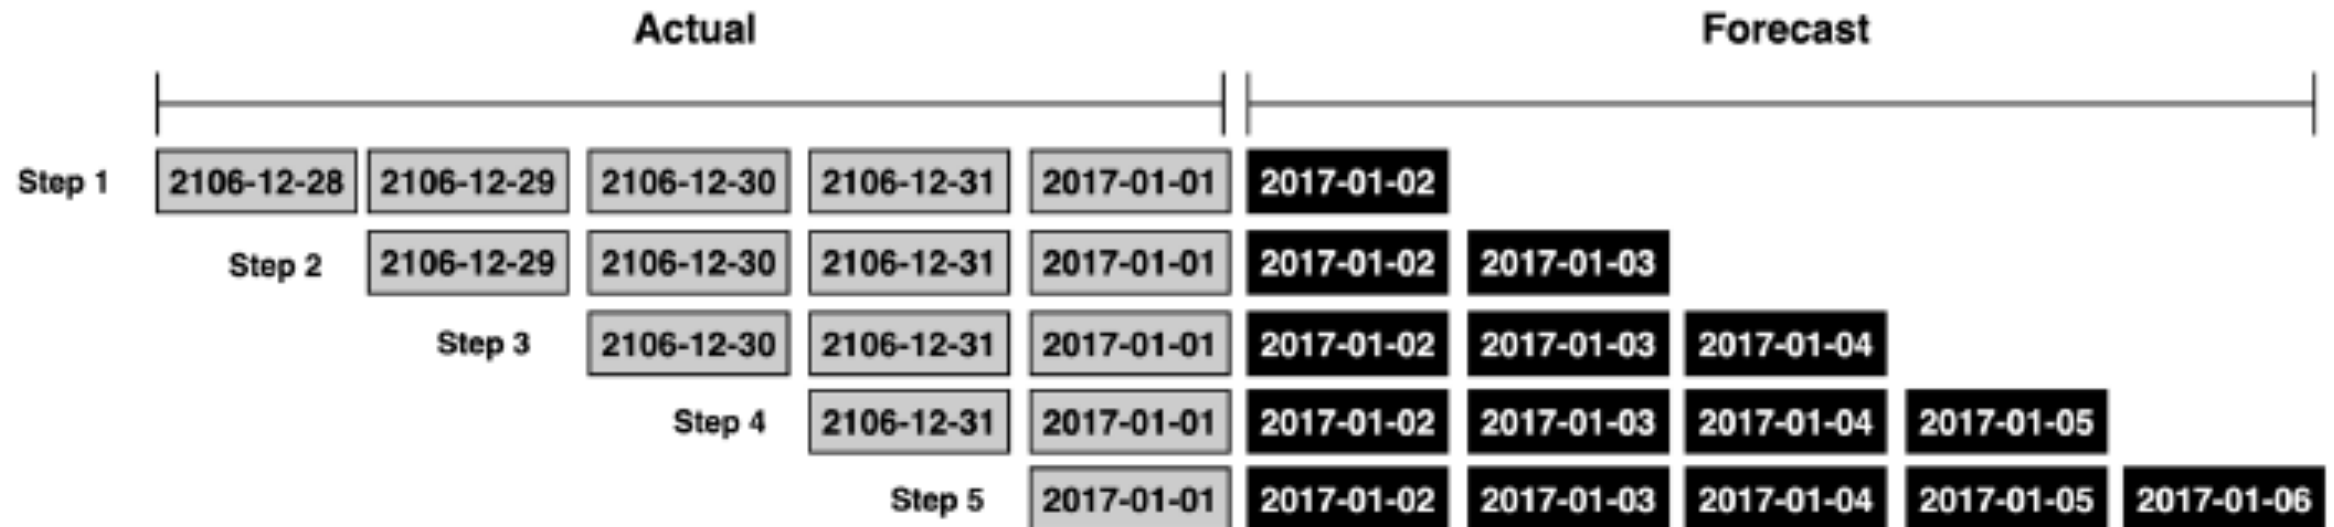 Actual Forecast
Step 1 2106-12-28 2106-12-29 2106-12-30 2106-12-31 2017-01-01 2017-01-02
Step 2 2106-12-29 2106-12-30 2106-12-31 2017-01-01 2017-01-02 2017-01-03
Step 3 2106-12-30 2106-12-31 2017-01-01 2017-01-02 2017-01-03 2017-01-04
Step 4 2106-12-31 2017-01-01 2017-01-02 2017-01-03 2017-01-04 2017-01-05
Step 5 2017-01-01 2017-01-02 2017-01-03 2017-01-04 2017-01-05 2017-01-06